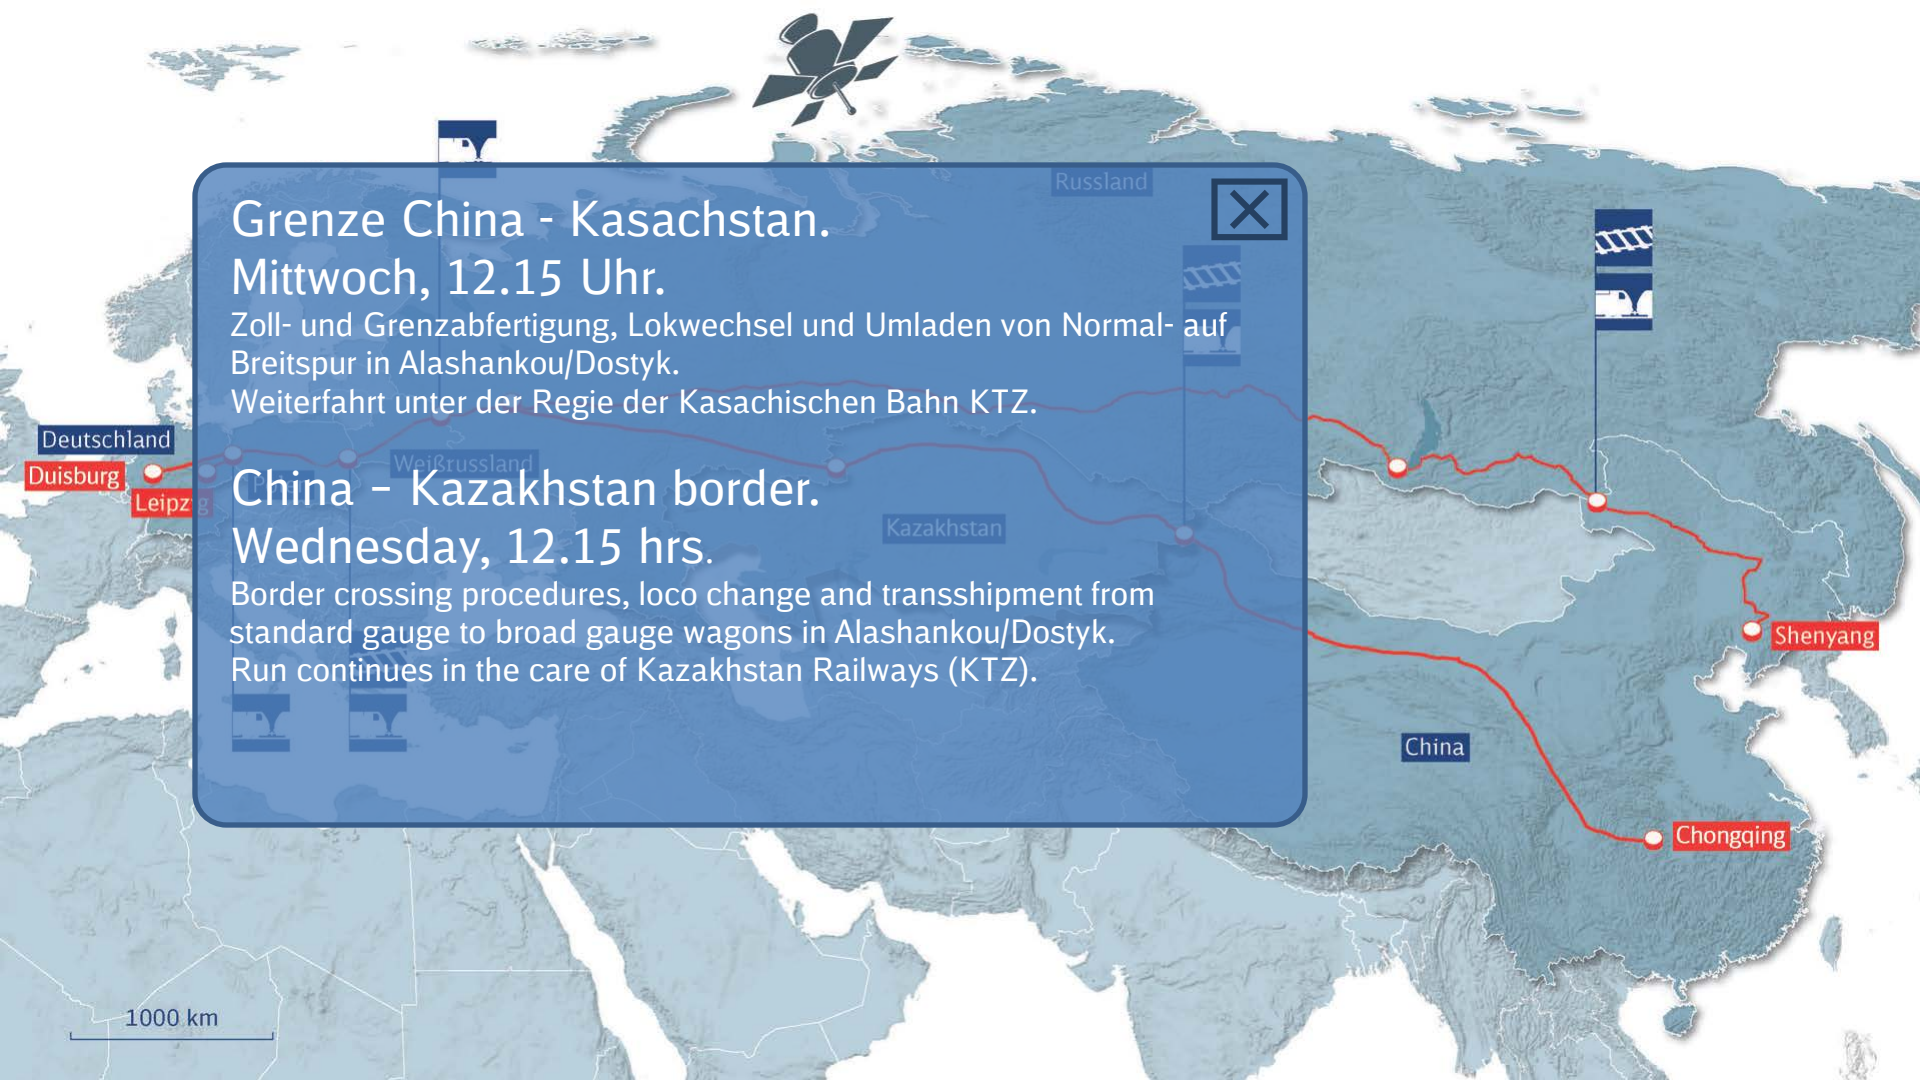 Russland
Grenze China - Kasachstan.
Mittwoch, 12.15 Uhr.
Zoll- und Grenzabfertigung, Lokwechsel und Umladen von Normal- auf
Breitspur in Alashankou/Dostyk.
Weiterfahrt unter der Regie der Kasachischen Bahn KTZ.
Deutschland
Duisburg
Leipzig
Weißrussland
China – Kazakhstan border.
Wednesday, 12.15 hrs.
Kazakhstan
Border crossing procedures, loco change and transshipment from
standard gauge to broad gauge wagons in Alashankou/Dostyk.
Run continues in the care of Kazakhstan Railways (KTZ).
Shenyang
China
Chongqing
1000 km